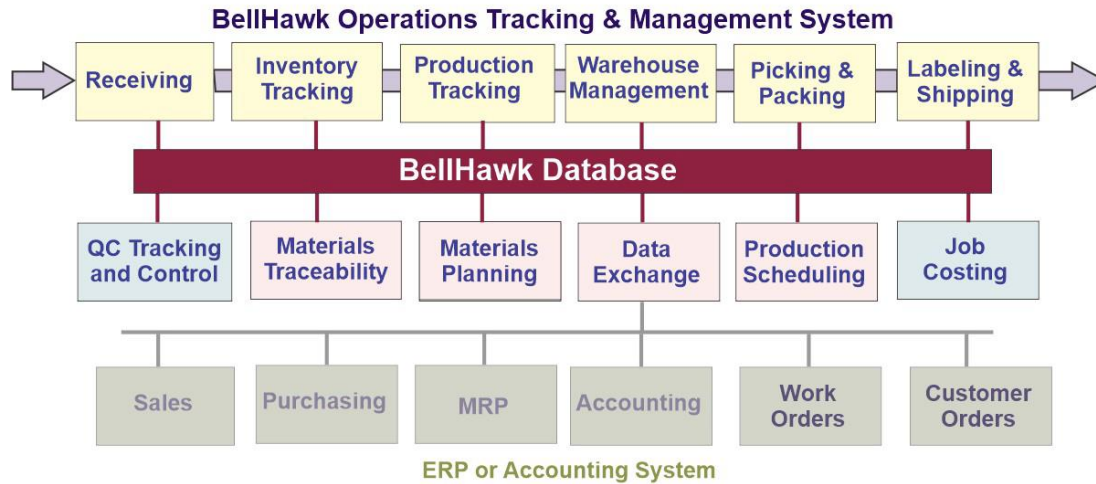 BellHawk Operations Tracking & Management System
Receiving
Inventory
Tracking
Production
Tracking
Warehouse
Management
Picking &
Packing
Labeling &
Shipping
BellHawk Database
QC Tracking
and Control
Materials
Traceability
Materials
Planning
Data
Exchange
Production
Scheduling
Job
Costing
Sales
Purchasing
MRP
Accounting
Work
Orders
Customer
Orders
ERP or Accounting System